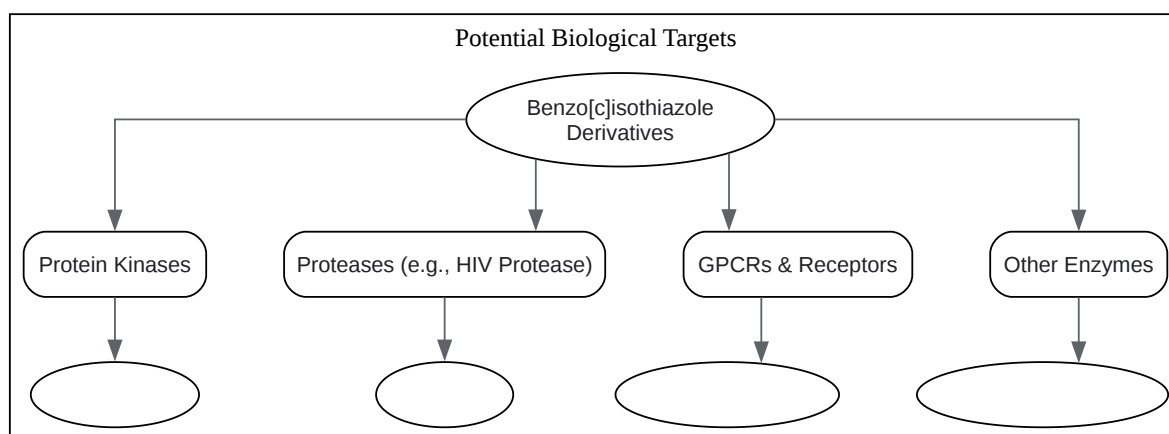 Potential Biological Targets
Benzo[c]isothiazole
Derivatives
Protein Kinases
Proteases (e.g., HIV Protease)
GPCRs & Receptors
Other Enzymes